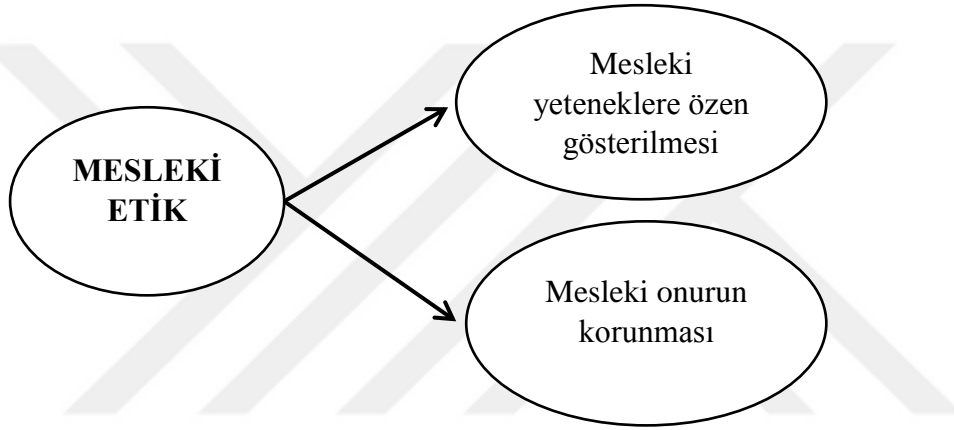 MESLEKİ
ETİK
Mesleki
yeteneklere özen
gösterilmesi
Mesleki onurun
korunması